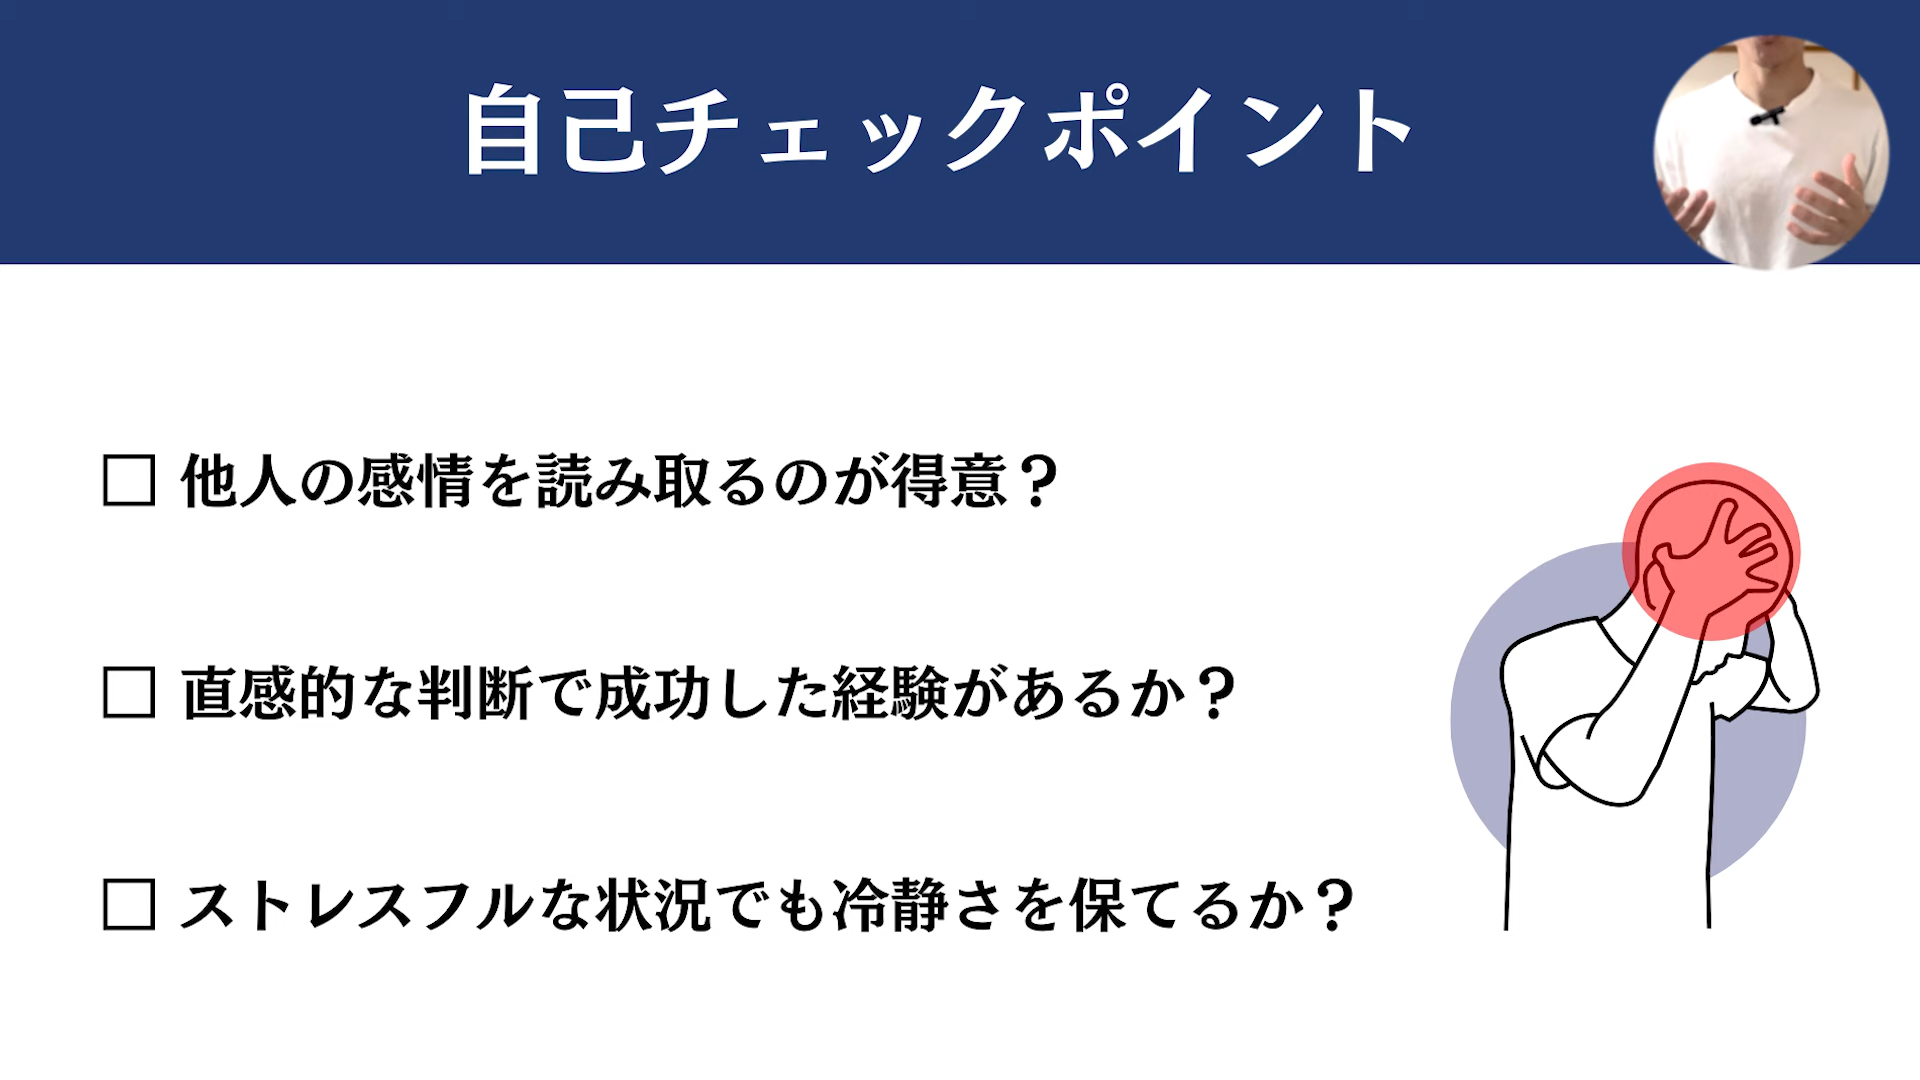 自己チェックポイント
□ 他人の感情を読み取るのが得意？
□ 直感的な判断で成功した経験があるか？
□ ストレスフルな状況でも冷静さを保てるか？